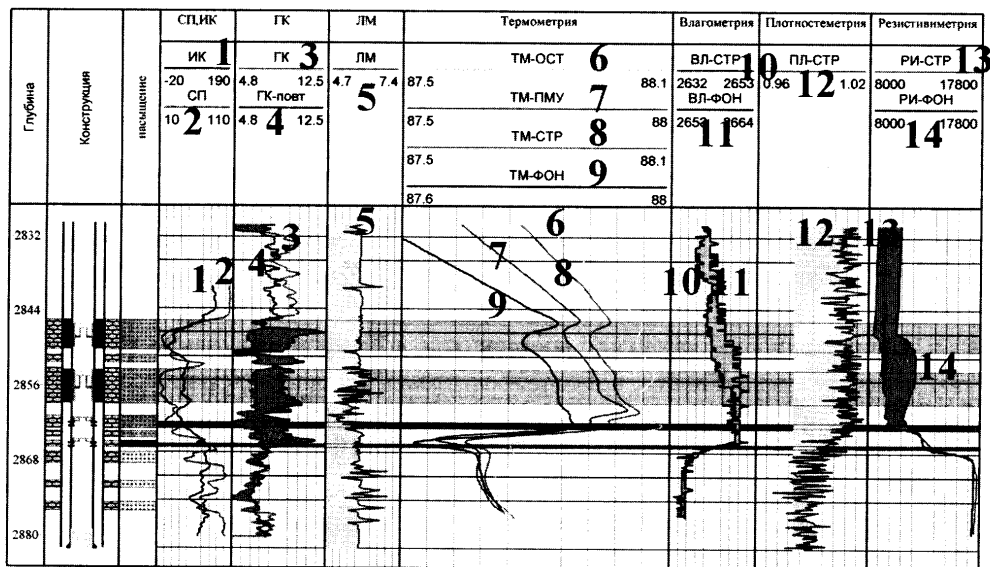 СП,ИК ГК ЛМ Термометрия Влагометрия Плотностеметрия Резистивиметрия
Глубина
Конструкция
насыщение
ИК 1
-20 190
СП
10 2 110
ГК 3
4.8 12.5
ГК-повт
4.8 4 12.5
ЛМ
4.7 7.4
5
ТМ-ОСТ 6
87.5 88.1
ТМ-ПМУ 7
87.5 88
ТМ-СТР 8
87.5 88.1
ТМ-ФОН 9
87.6 88
ВЛ-СТР 10
2632 2653
ВЛ-ФОН
2653 2664
11
ПЛ-СТР
0.96 12 1.02
РИ-СТР 13
8000 17800
РИ-ФОН
8000 17800
14
2832
2844
2856
2868
2880
1 2 3 4 5 6 7 8 9 10 11 12 13 14